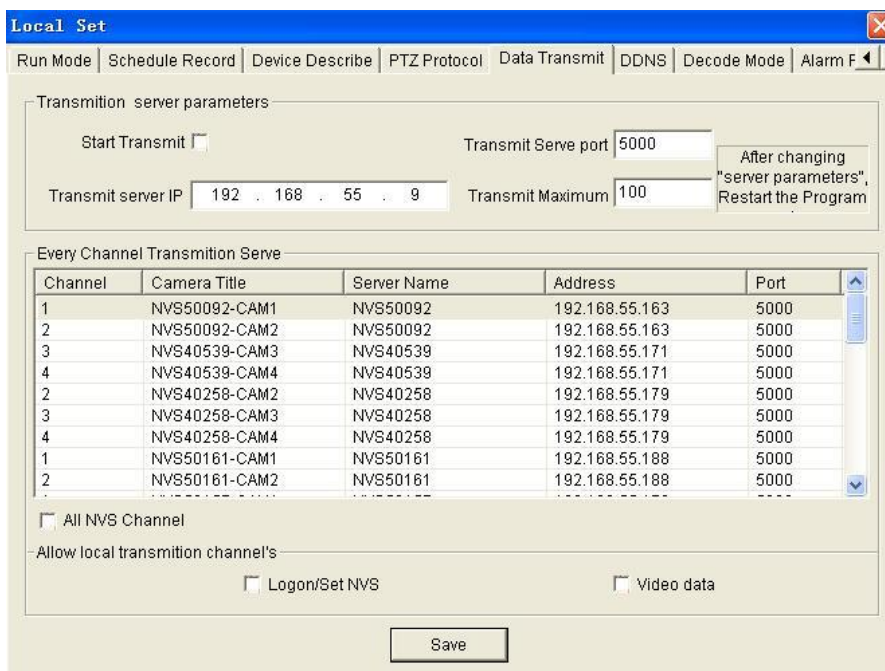 Local Set
Run Mode Schedule Record Device Describe PTZ Protocol Data Transmit DDNS Decode Mode Alarm
Transmition server parameters
Start Transmit
Transmit Serve port 5000
Transmit server IP 192 . 168 . 55 . 9
Transmit Maximum 100
After changing
"server parameters",
Restart the Program
Every Channel Transmition Serve
Channel Camera Title Server Name Address Port
1 NVS50092-CAM1 NVS50092 192.168.55.163 5000
2 NVS50092-CAM2 NVS50092 192.168.55.163 5000
3 NVS40539-CAM3 NVS40539 192.168.55.171 5000
4 NVS40539-CAM4 NVS40539 192.168.55.171 5000
2 NVS40258-CAM2 NVS40258 192.168.55.179 5000
3 NVS40258-CAM3 NVS40258 192.168.55.179 5000
4 NVS40258-CAM4 NVS40258 192.168.55.179 5000
1 NVS50161-CAM1 NVS50161 192.168.55.188 5000
2 NVS50161-CAM2 NVS50161 192.168.55.188 5000
All NVS Channel
Allow local transmition channel's
Logon/Set NVS
Video data
Save